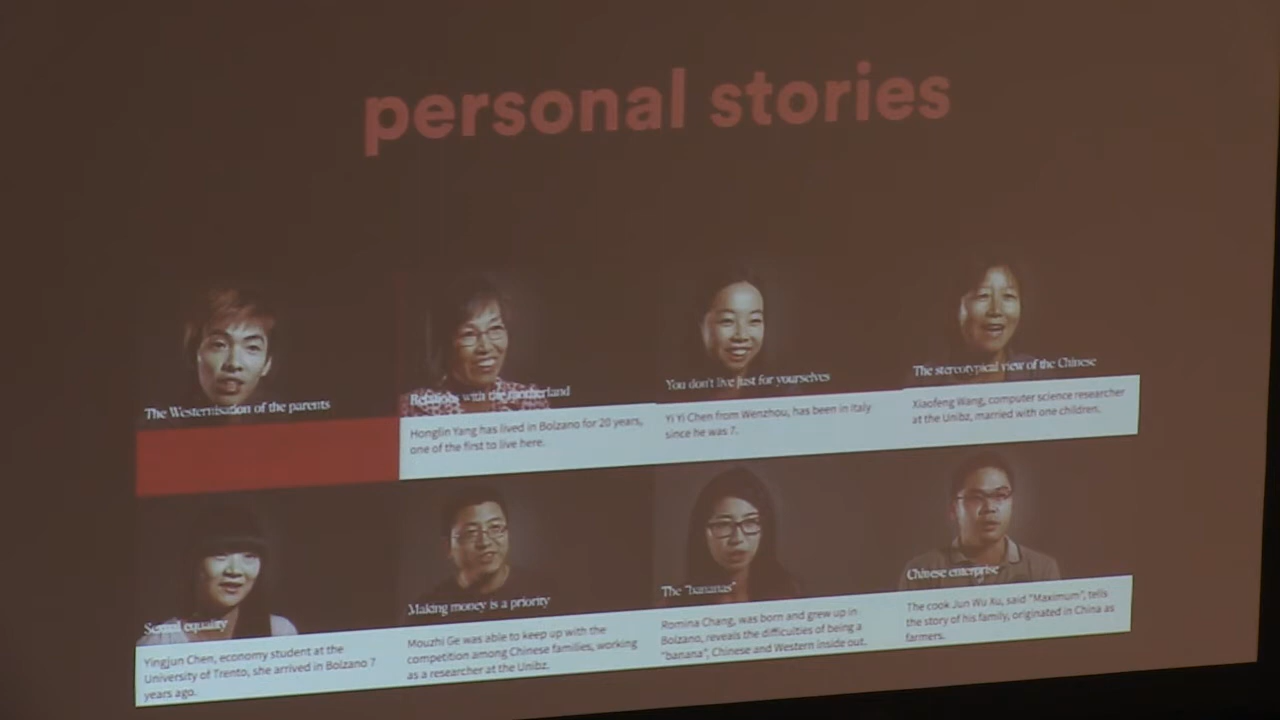 personal stories
The Westernisation of the parents
Relations with the motherland
Honglin Yang has lived in Bolzano for 20 years,
one of the first to live here.
You don't live just for yourselves
Yi Yi Chen from Wenzhou, has been in Italy
since he was 7.
The stereotypical view of the Chinese
Xiaofeng Wang, computer science researcher
at the Unibz, married with one children.
Sexual equality
Yingjun Chen, economy student at the
University of Trento, she arrived in Bolzano 7
years ago.
Making money is a priority
Mouzhi Ge was able to keep up with the
competition among Chinese families, working
as a researcher at the Unibz.
The "bananas"
Romina Chang, was born and grew up in
Bolzano, reveals the difficulties of being a
"banana", Chinese and Western inside out.
Chinese enterprise
The cook Jun Wu Xu, said "Maximum", tells
the story of his family, originated in China as
farmers.